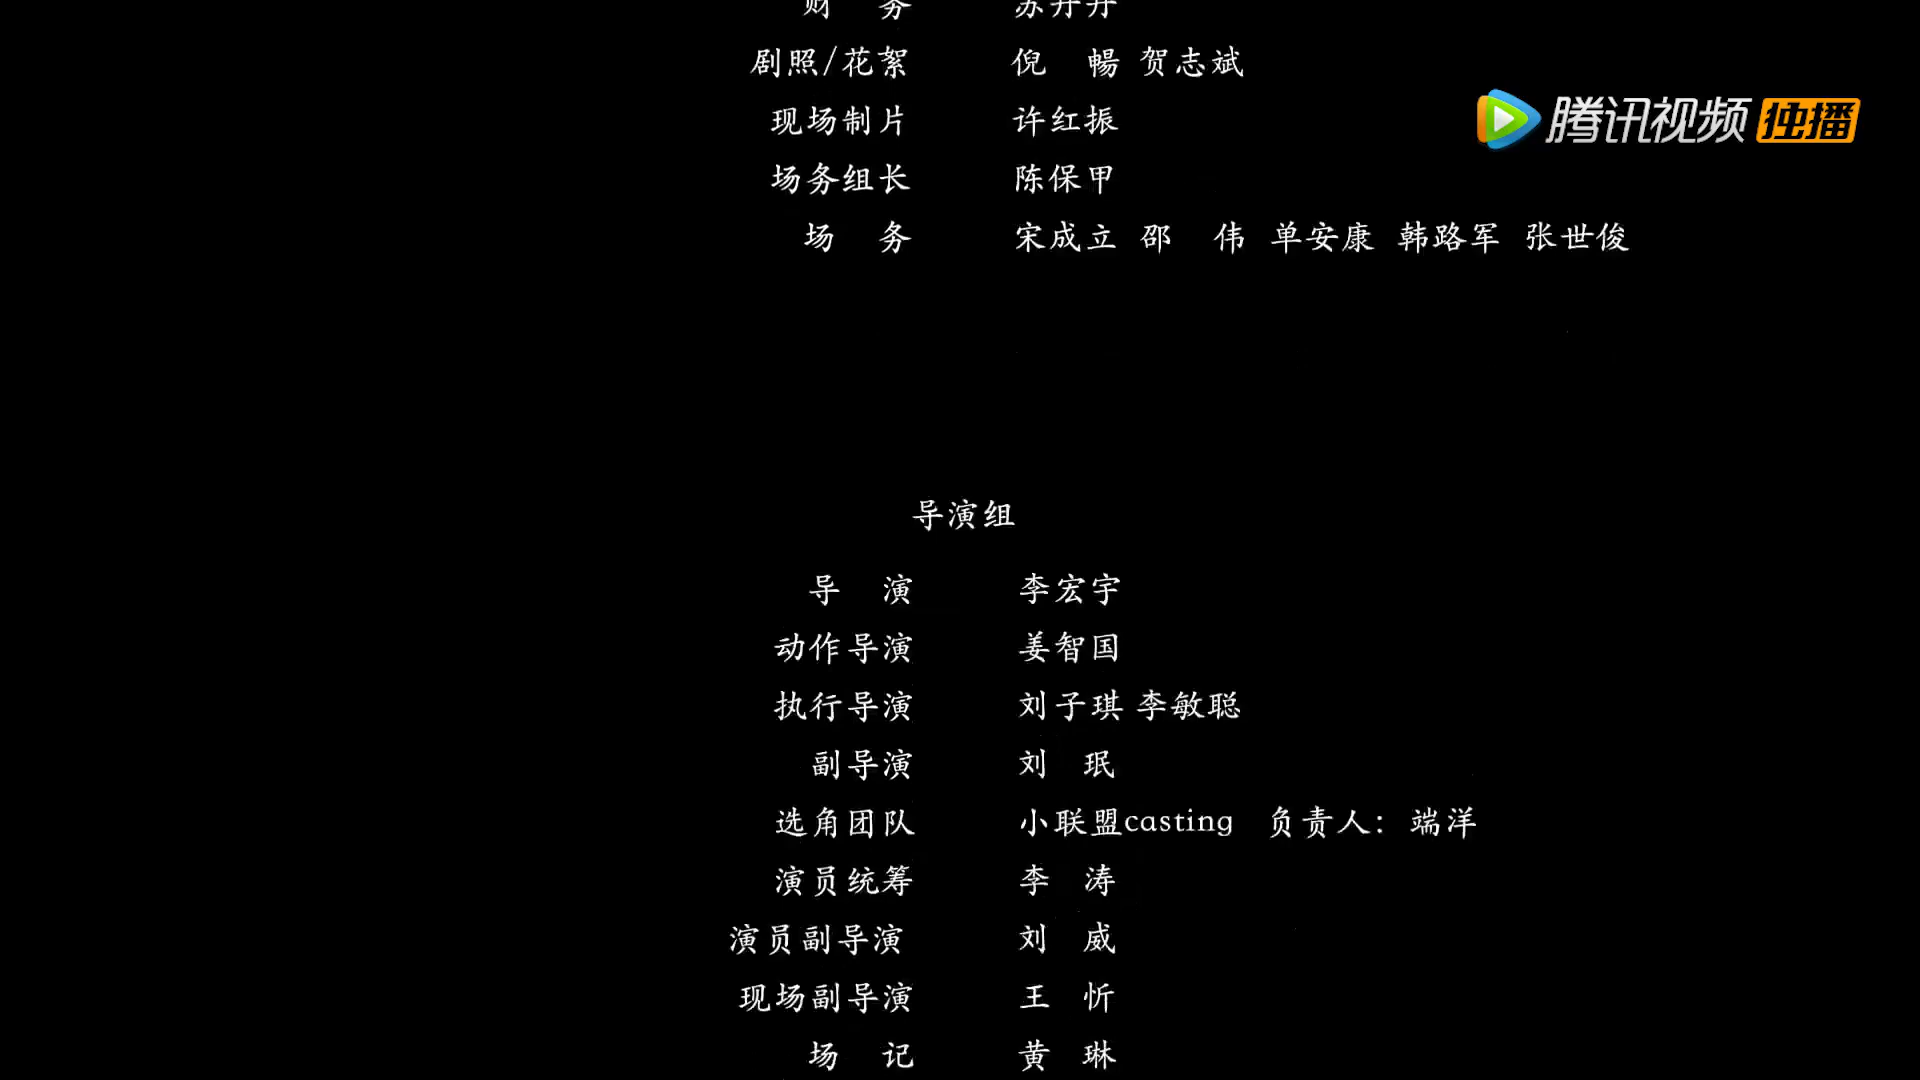 财 务 苏丹丹
剧照/花絮 倪 暢 贺志斌
现场制片 许红振
腾讯视频 独播
场务组长 陈保甲
场 务 宋成立 邵 伟 单安康 韩路军 张世俊
导演组
导 演 李宏宇
动作导演 姜智国
执行导演 刘子琪 李敏聪
副导演 刘 珉
选角团队 小联盟casting 负责人：端洋
演员统筹 李 涛
演员副导演 刘 威
现场副导演 王 忻
场 记 黄 琳